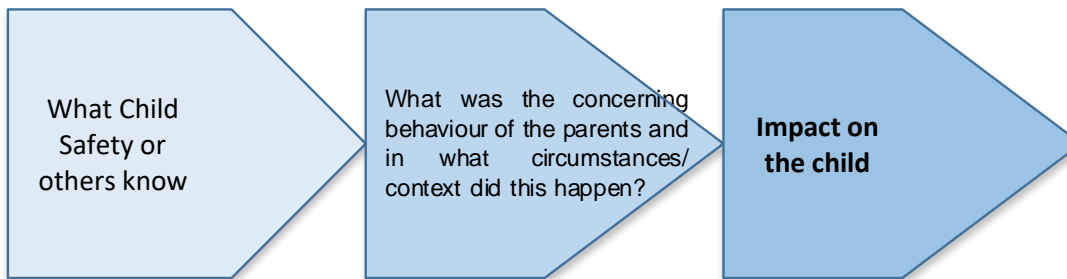 What Child
Safety or
others know
What was the concerning
behaviour of the parents and
in what circumstances/
context did this happen?
Impact on
the child